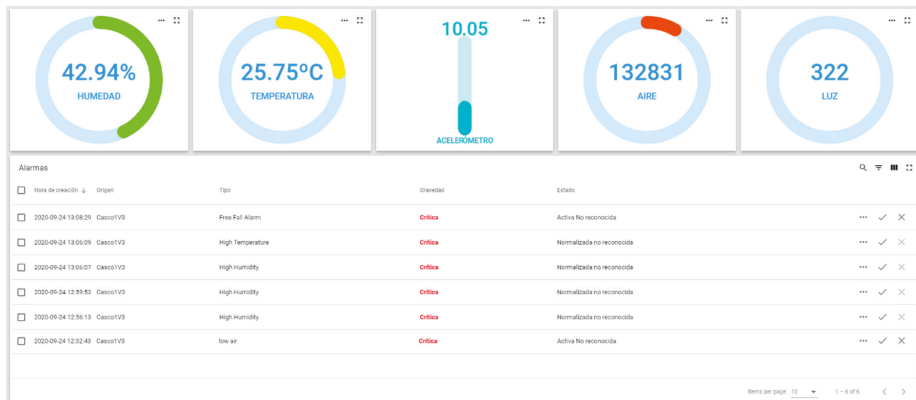 42.94%
HUMEDAD
25.75ºC
TEMPERATURA
10.05
ACELERÓMETRO
132831
AIRE
322
LUZ
Alarmas
Hora de creación ↓ Origen Tipo Gravedad Estado
2020-09-24 13:08:29 Casco1V3 Free Fall Alarm Crítica Activa No reconocida
2020-09-24 13:06:09 Casco1V3 High Temperature Crítica Normalizada no reconocida
2020-09-24 13:06:07 Casco1V3 High Humidity Crítica Normalizada no reconocida
2020-09-24 12:59:53 Casco1V3 High Humidity Crítica Normalizada no reconocida
2020-09-24 12:56:13 Casco1V3 High Humidity Crítica Normalizada no reconocida
2020-09-24 12:32:43 Casco1V3 low air Crítica Activa No reconocida
Items per page: 10 1 – 6 of 6